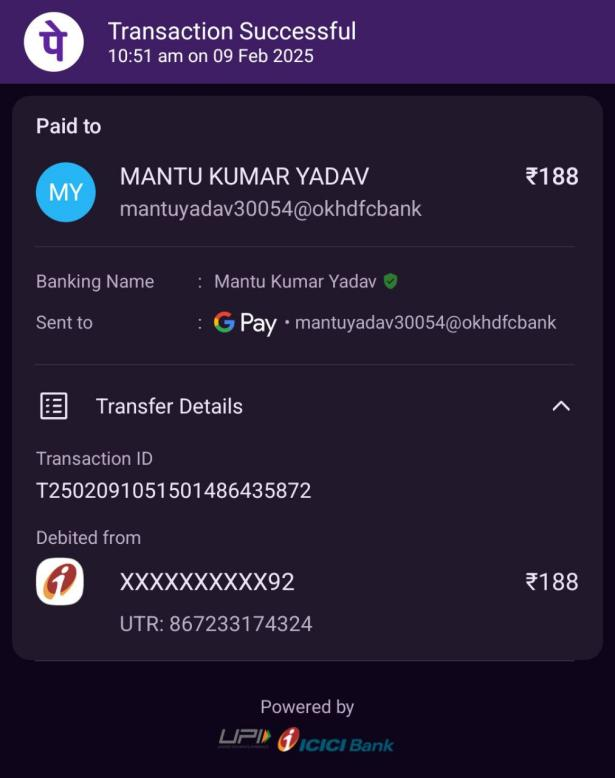 पे
Transaction Successful
10:51 am on 09 Feb 2025
Paid to
MY
MANTU KUMAR YADAV ₹188
mantuyadav30054@okhdfcbank
Banking Name : Mantu Kumar Yadav
Sent to : G Pay • mantuyadav30054@okhdfcbank
Transfer Details
Transaction ID
T2502091051501486435872
Debited from
XXXXXXXXXX92 ₹188
UTR: 867233174324
Powered by
UPI ICICI Bank